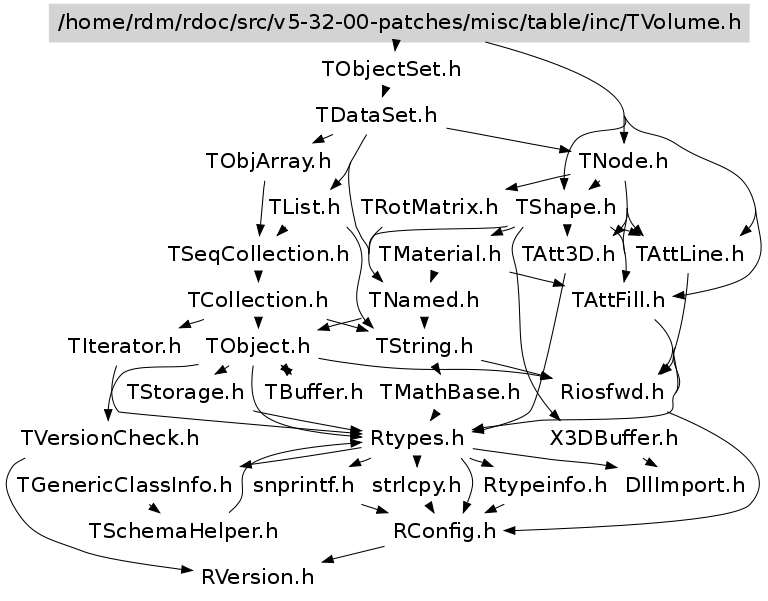 /home/rdm/rdoc/src/v5-32-00-patches/misc/table/inc/TVolume.h
TObjectSet.h
TDataSet.h
TObjArray.h
TNode.h
TList.h
TRotMatrix.h
TShape.h
TSeqCollection.h
TMaterial.h
TAtt3D.h
TAttLine.h
TCollection.h
TNamed.h
TAttFill.h
TIterator.h
TObject.h
TString.h
TStorage.h
TBuffer.h
TMathBase.h
Riosfwd.h
TVersionCheck.h
Rtypes.h
X3DBuffer.h
TGenericClassInfo.h
snprintf.h
strlcpy.h
Rtypeinfo.h
DllImport.h
TSchemaHelper.h
RConfig.h
RVersion.h